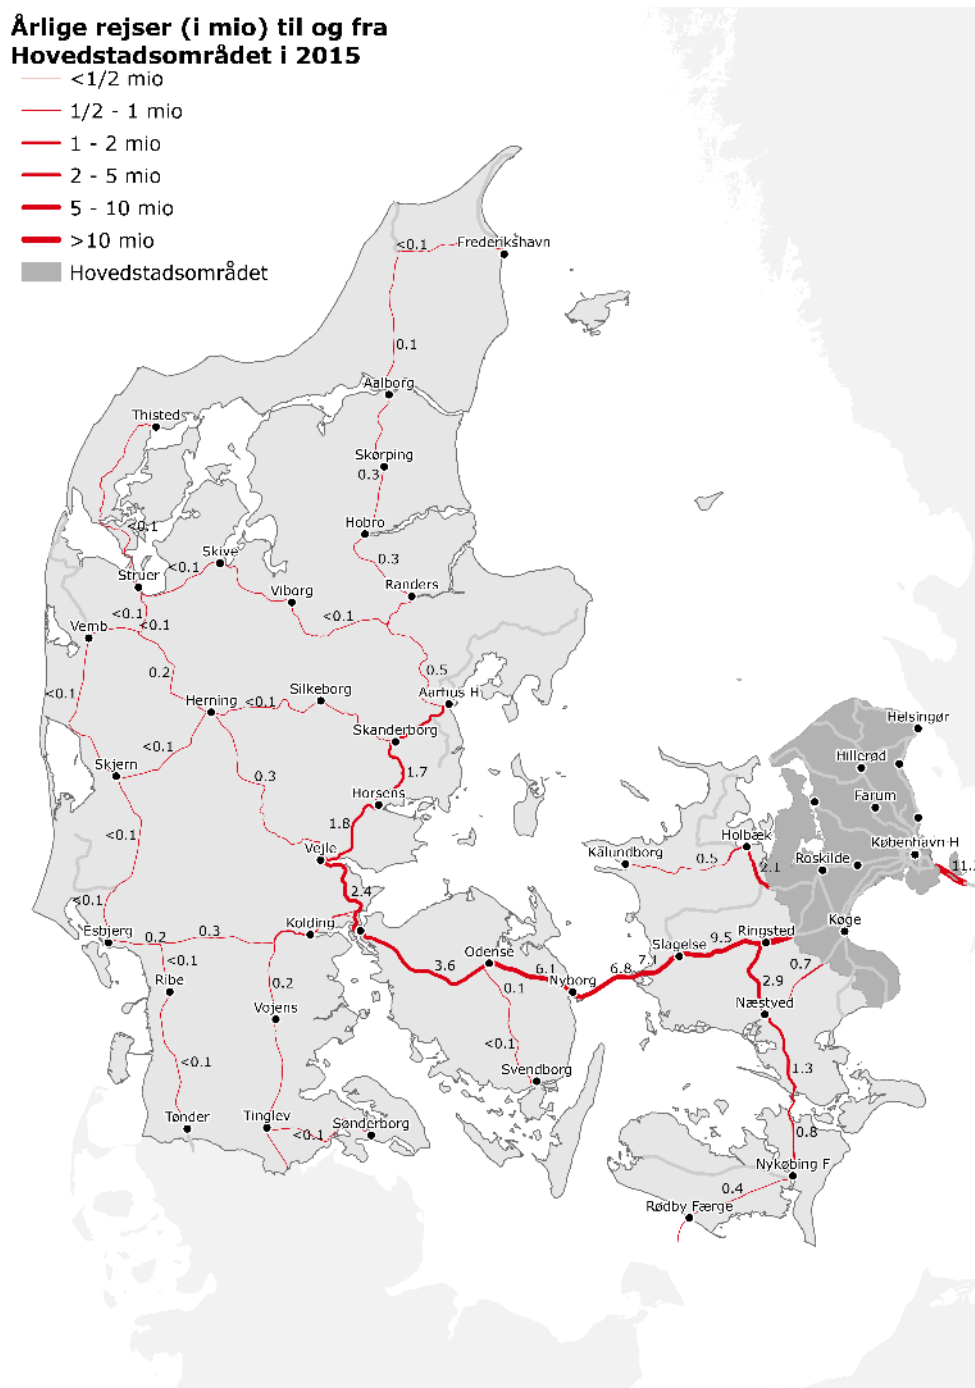 Årlige rejser (i mio) til og fra
Hovedstadsområdet i 2015
<1/2 mio
1/2 - 1 mio
1 - 2 mio
2 - 5 mio
5 - 10 mio
>10 mio
Hovedstadsområdet
<0.1
Frederikshavn
0.1
Aalborg
Thisted
Skørping
0.3
Hobro
<0.1
Skive
0.3
<0.1
Struer
Viborg
Randers
<0.1
<0.1
Vemb
<0.1
0.2
0.5
<0.1
Herning
<0.1
Silkeborg
Aarhus H
Skanderborg
Helsingør
<0.1
Skjern
0.3
1.7
Hillerød
Horsens
Farum
<0.1
1.8
Holbæk
København H
Vejle
Kalundborg
0.5
2.1
Roskilde
11.
2.4
<0.1
Kolding
Køge
Esbjerg
0.2
0.3
Ringsted
9.5
Slagelse
Odense
<0.1
3.6
6.1
6.8
7.1
0.7
Ribe
0.2
0.1
Nyborg
2.9
Vojens
Næstved
<0.1
<0.1
Svendborg
1.3
Tønder
Tinglev
<0.1
Sønderborg
0.8
Nykøbing F
0.4
Rødby Færge